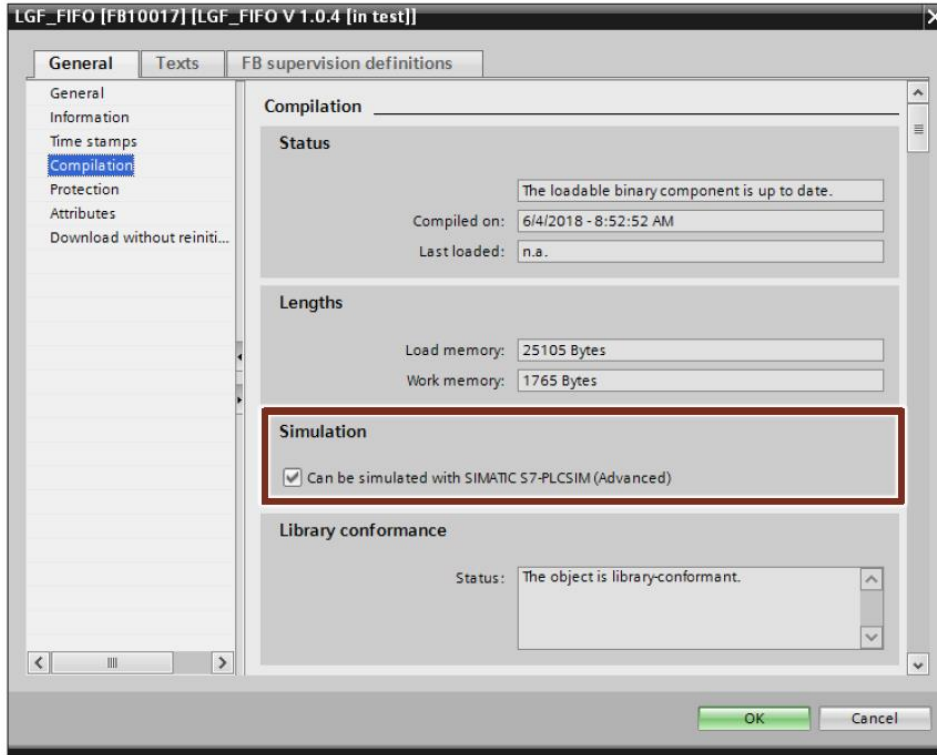 LGF_FIFO [FB10017] [LGF_FIFO V 1.0.4 [in test]]
General
Texts
FB supervision definitions
General
Information
Time stamps
Compilation
Protection
Attributes
Download without reiniti...
Compilation
Status
The loadable binary component is up to date.
Compiled on: 6/4/2018 - 8:52:52 AM
Last loaded: n.a.
Lengths
Load memory: 25105 Bytes
Work memory: 1765 Bytes
Simulation
Can be simulated with SIMATIC S7-PLCSIM (Advanced)
Library conformance
Status: The object is library-conformant.
OK
Cancel